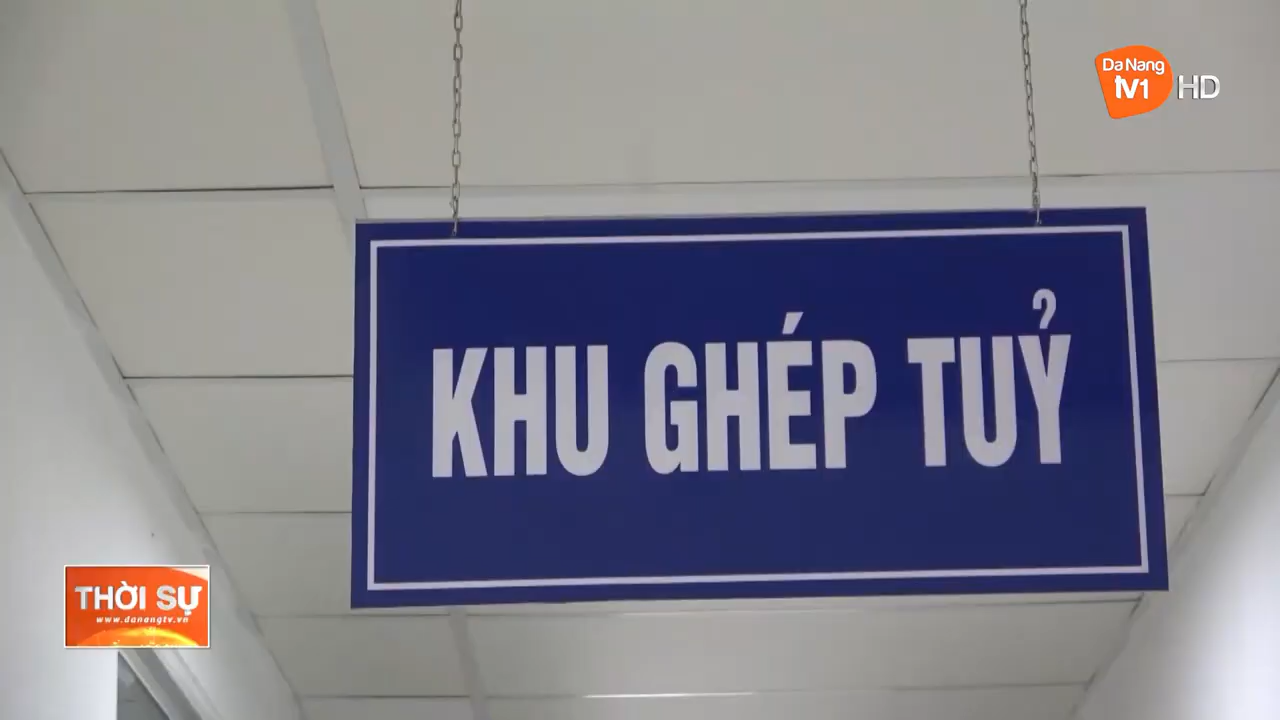 Da Nang
tv1 HD
KHU GHÉP TUỶ
THỜI SỰ
www.danangtv.vn